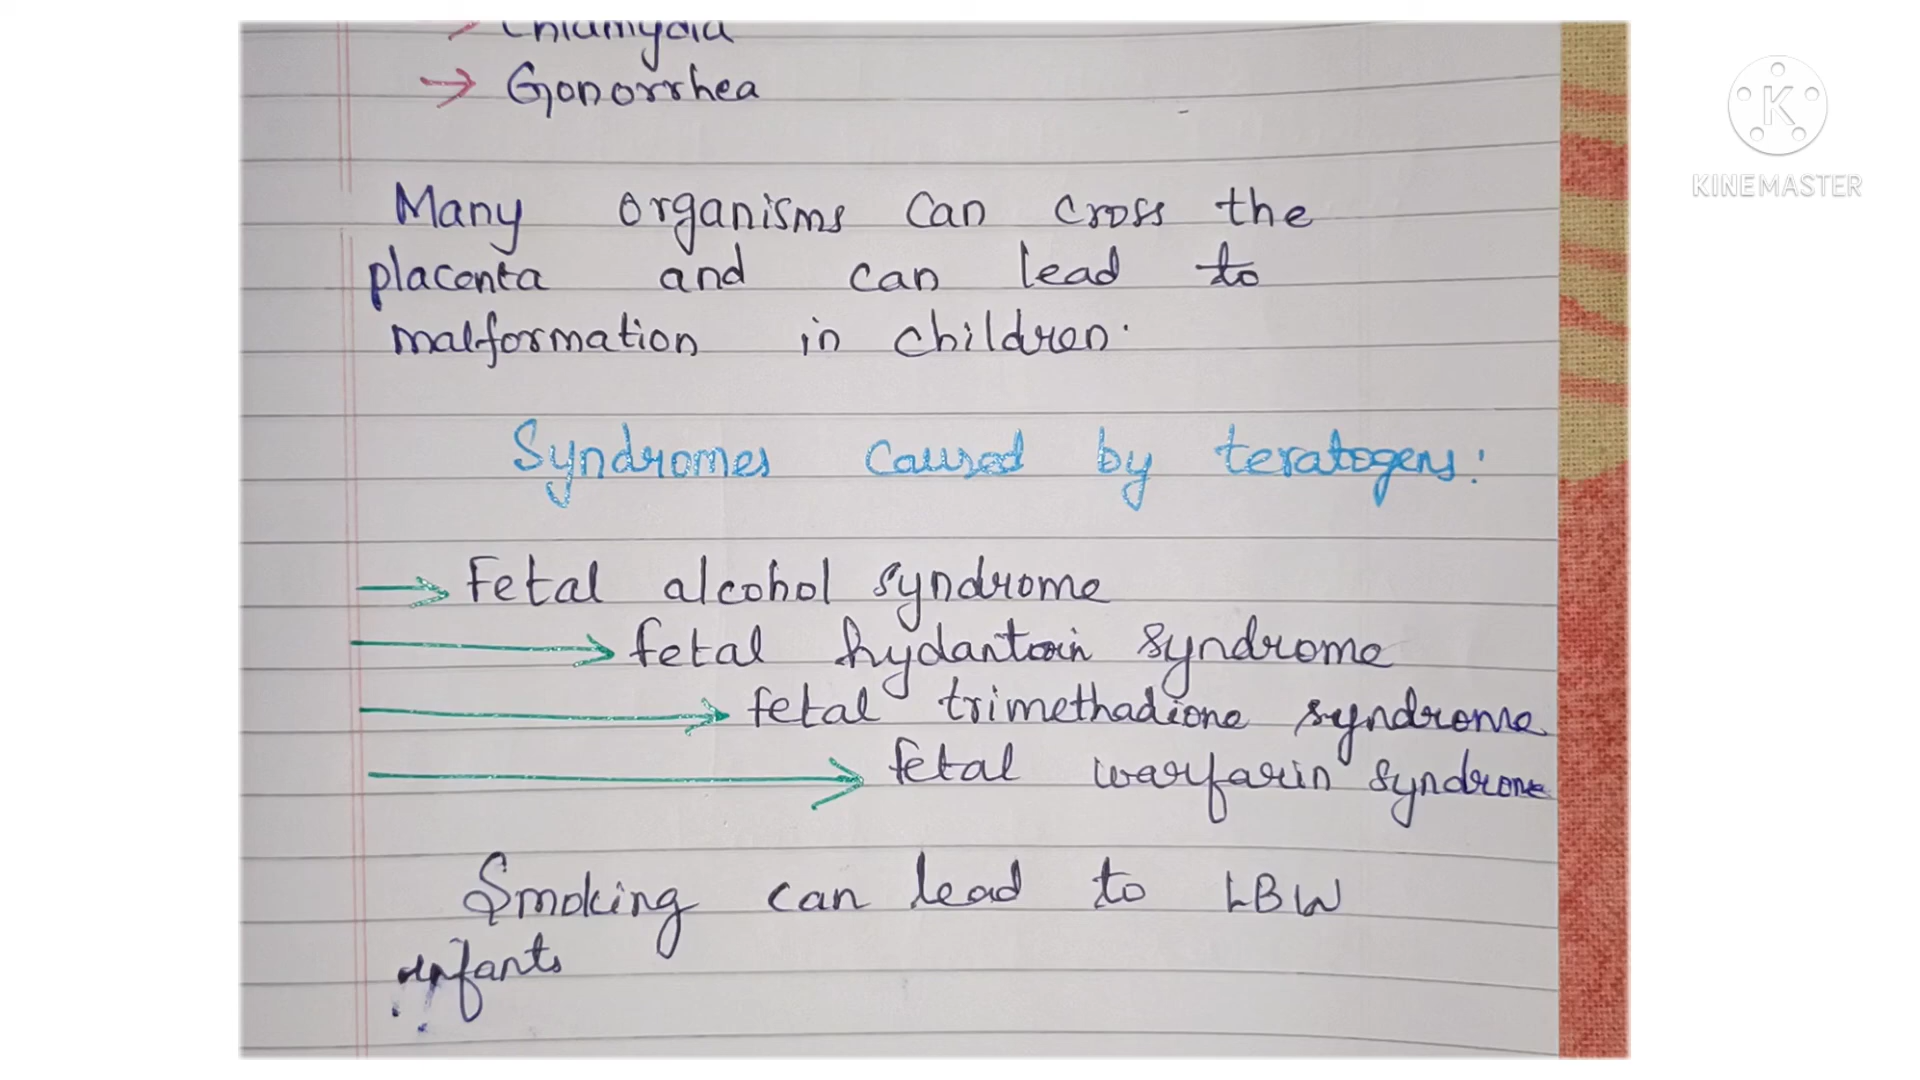 Chlamydia
→ Gonorrhea
Many organisms can cross the
placenta and can lead to
malformation in children.
Syndromes caused by teratogens:
→ Fetal alcohol syndrome
→ fetal hydantoin syndrome
→ fetal trimethadione syndrome
→ fetal warfarin syndrome
Smoking can lead to LBW
infants
K
KINEMASTER